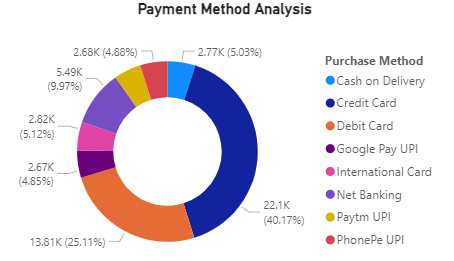 Payment Method Analysis
2.68K (4.88%)
2.77K (5.03%)
5.49K
(9.97%)
2.82K
(5.12%)
2.67K
(4.85%)
13.81K (25.11%)
22.1K
(40.17%)
Purchase Method
Cash on Delivery
Credit Card
Debit Card
Google Pay UPI
International Card
Net Banking
Paytm UPI
PhonePe UPI